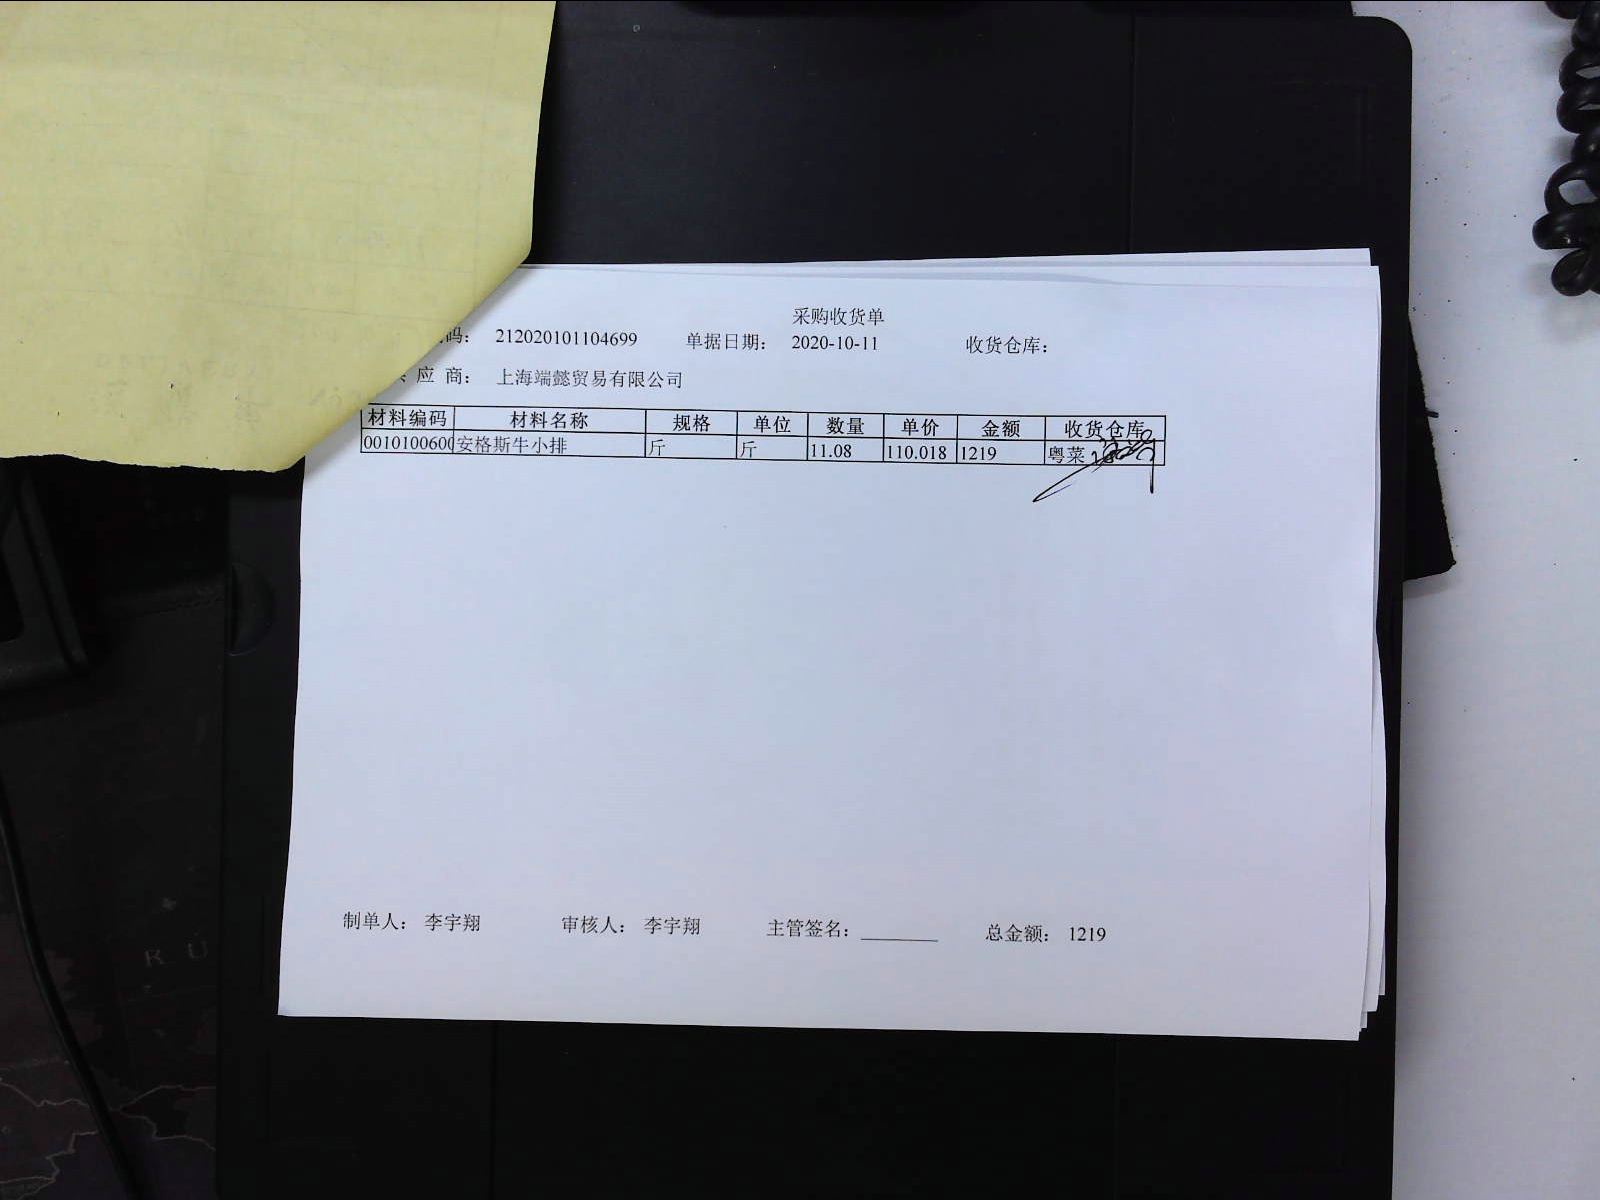 采购收货单
码： 212020101104699 单据日期： 2020-10-11 收货仓库：
应 商： 上海端懿贸易有限公司
材料编码 材料名称 规格 单位 数量 单价 金额 收货仓库
0010100600 安格斯牛小排 斤 斤 11.08 110.018 1219 粤菜
制单人： 李宇翔 审核人： 李宇翔 主管签名： 总金额： 1219